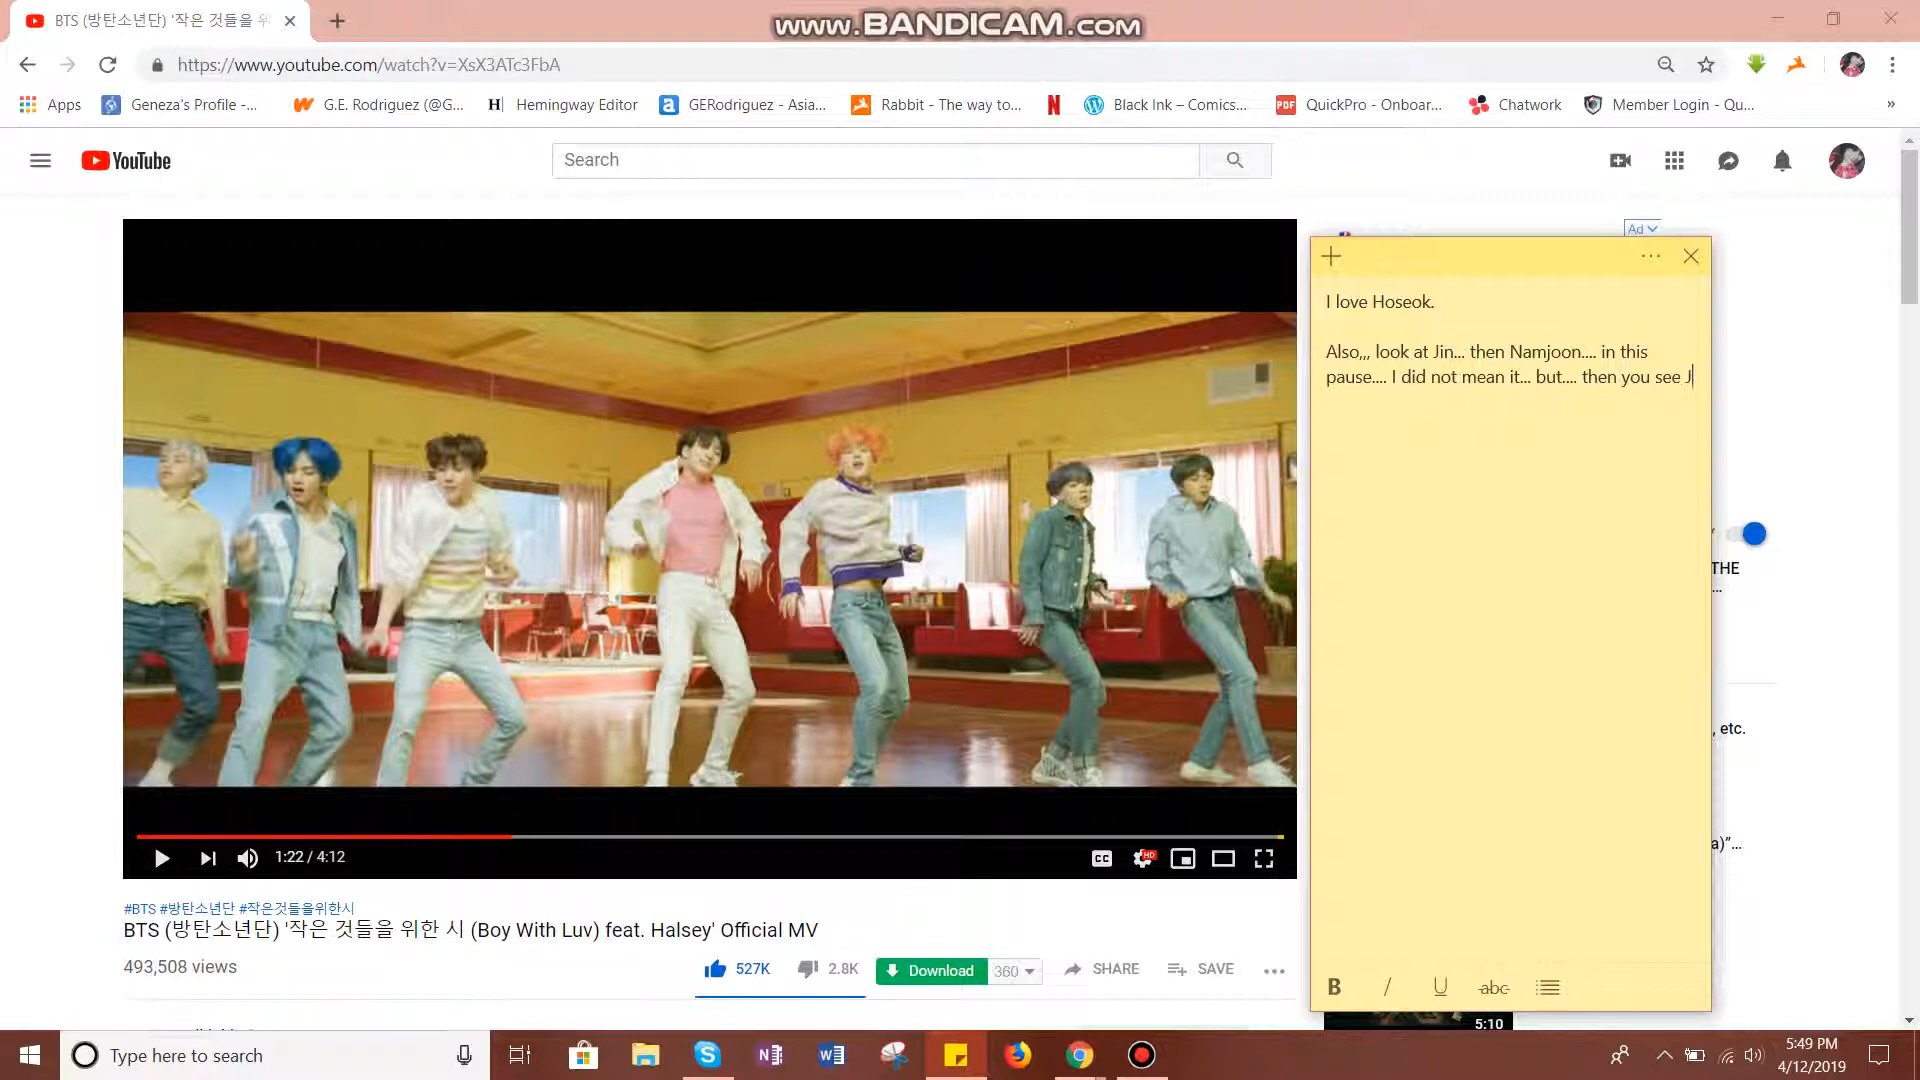 BTS (방탄소년단) '작은 것들을 위
www.BANDICAM.com
https://www.youtube.com/watch?v=XsX3ATc3FbA
Apps
Geneza's Profile -...
G.E. Rodriguez (@G...
Hemingway Editor
GERodriguez - Asia...
Rabbit - The way to...
Black Ink – Comics...
PDF
QuickPro - Onboar...
Chatwork
Member Login - Qu...
»
YouTube
Search
Ad
I love Hoseok.
Also,,, look at Jin... then Namjoon.... in this
pause.... I did not mean it... but.... then you see J
THE
...
, etc.
a)”...
1:22 / 4:12
CC
HD
#BTS #방탄소년단 #작은것들을위한시
BTS (방탄소년단) '작은 것들을 위한 시 (Boy With Luv) feat. Halsey' Official MV
493,508 views
527K
2.8K
Download
360
SHARE
SAVE
B / U abc
5:10
Type here to search
5:49 PM
4/12/2019